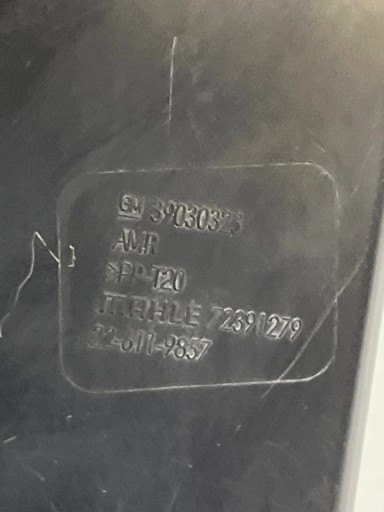 GM 39030323
AMR
>PP-T20
MAHLE 72391279
22-611-9857